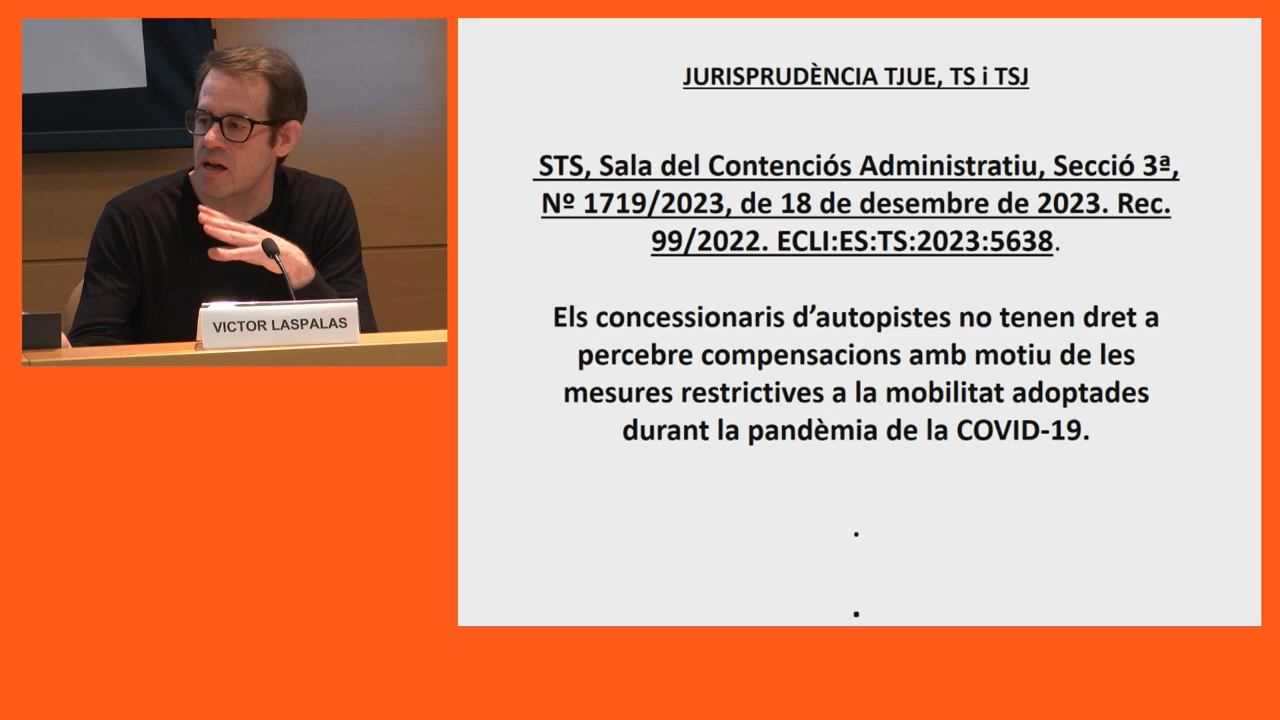 VICTOR LASPALAS
JURISPRUDÈNCIA TJUE, TS i TSJ
STS, Sala del Contenciós Administratiu, Secció 3ª,
Nº 1719/2023, de 18 de desembre de 2023. Rec.
99/2022. ECLI:ES:TS:2023:5638.
Els concessionaris d’autopistes no tenen dret a
percebre compensacions amb motiu de les
mesures restrictives a la mobilitat adoptades
durant la pandèmia de la COVID-19.
.
.